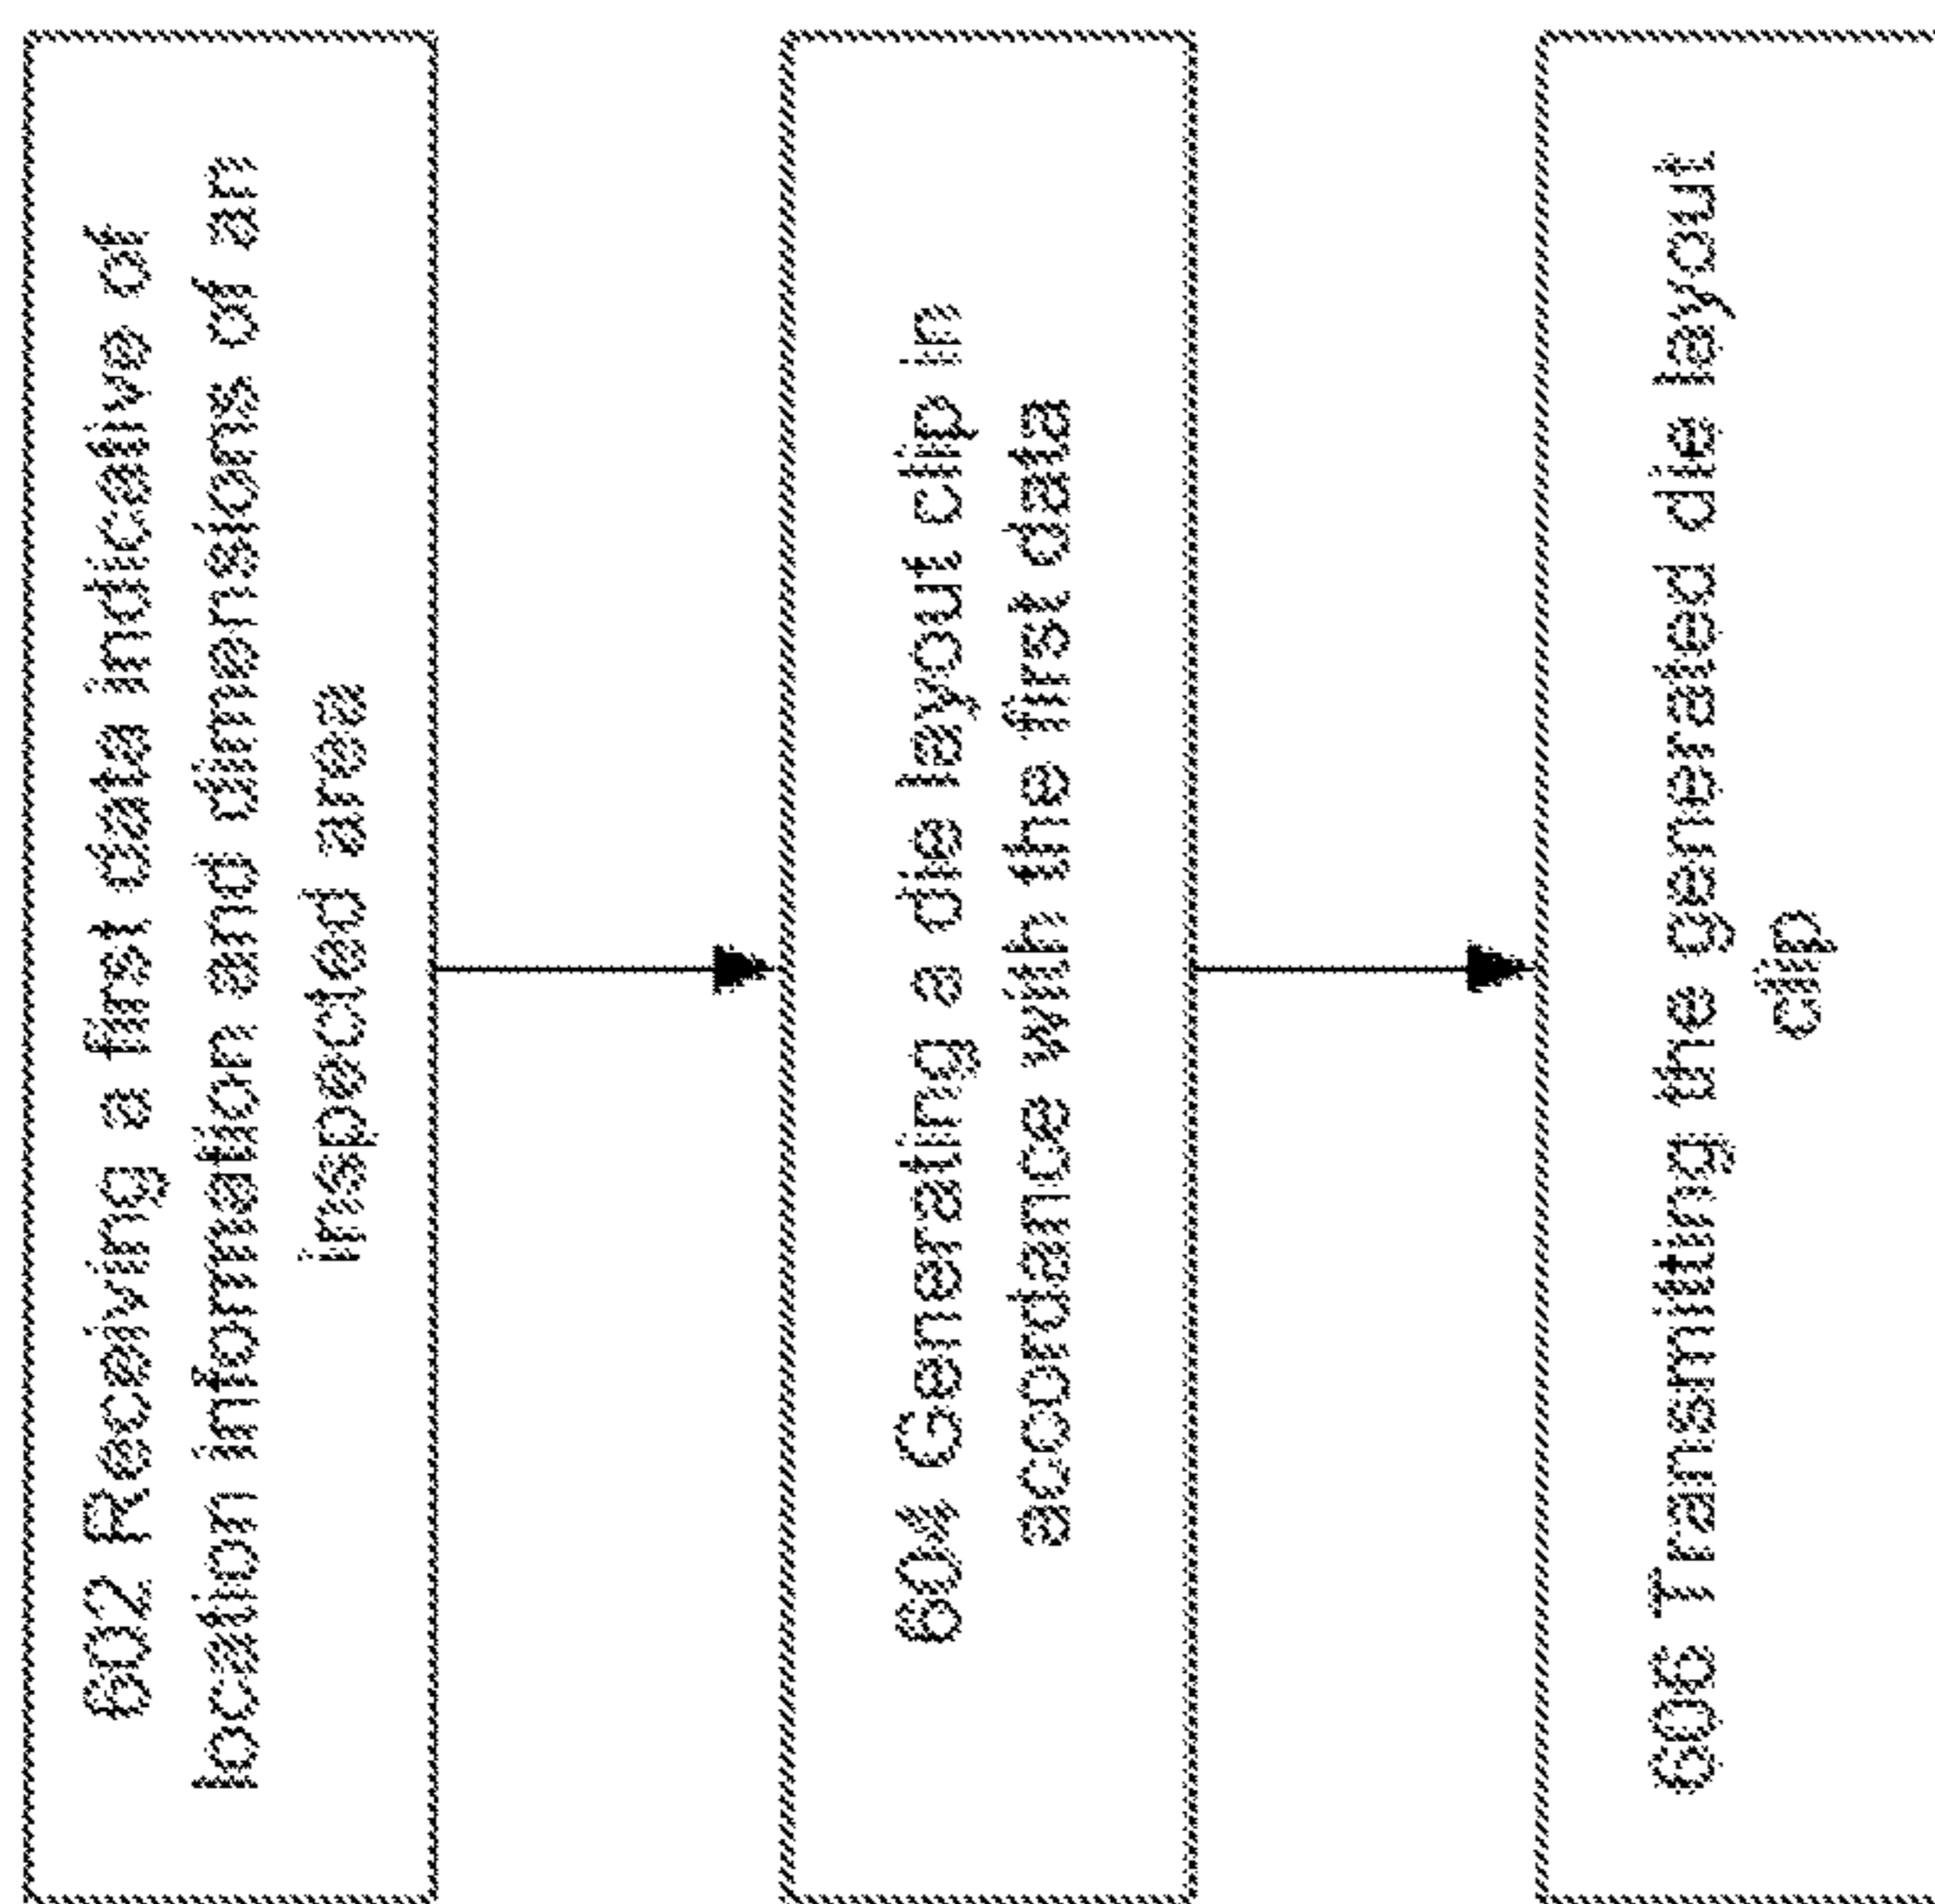 602 Receiving a first data indicative of
location information and dimensions of an
inspected area
604 Generating a die layout clip in
accordance with the first data
606 Transmitting the generated die layout
clip